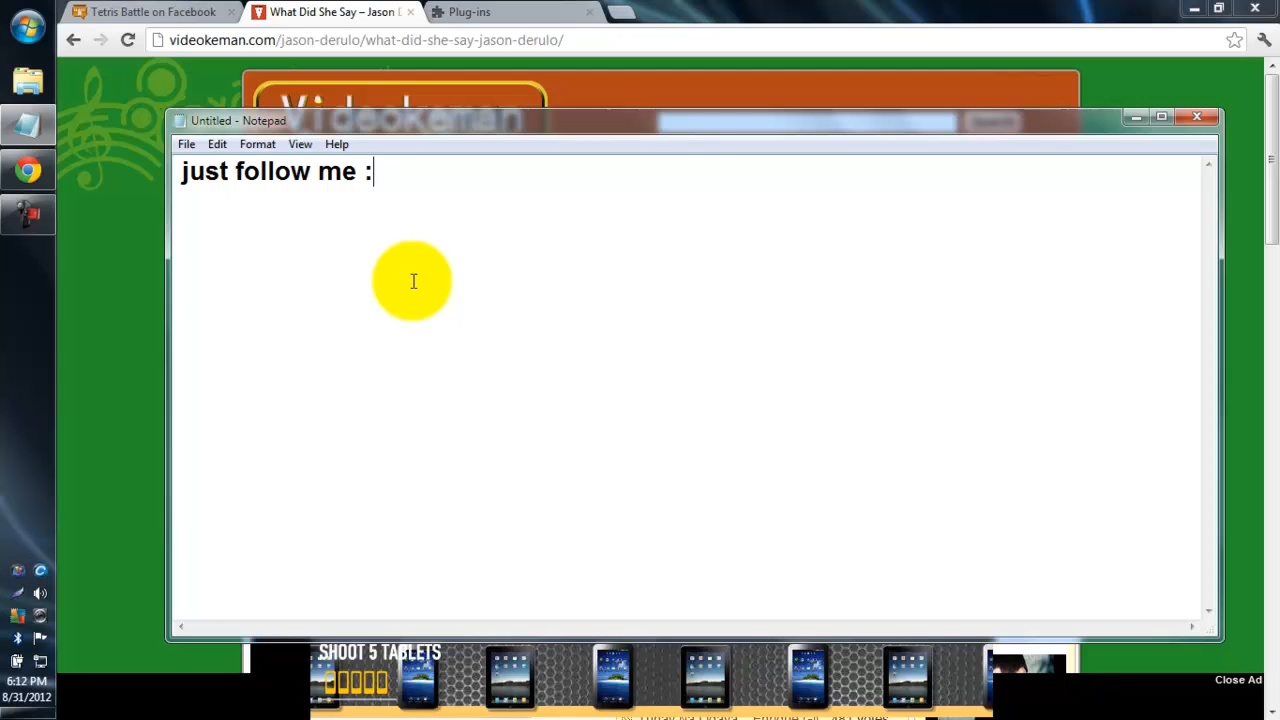 Tetris Battle on Facebook
What Did She Say – Jason D
Plug-ins
videokeman.com/jason-derulo/what-did-she-say-jason-derulo/
Videokeman
Search
Untitled - Notepad
File Edit Format View Help
just follow me :
SHOOT 5 TABLETS
Close Ad
6:12 PM
8/31/2012